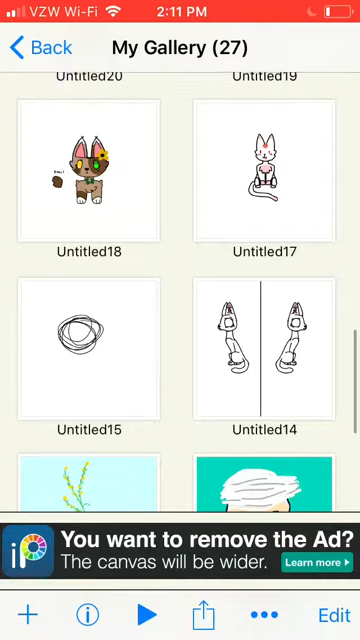 VZW Wi-Fi 2:11 PM
Back My Gallery (27)
Untitled20 Untitled19
Untitled18 Untitled17
Untitled15 Untitled14
iP You want to remove the Ad?
The canvas will be wider. Learn more
Edit